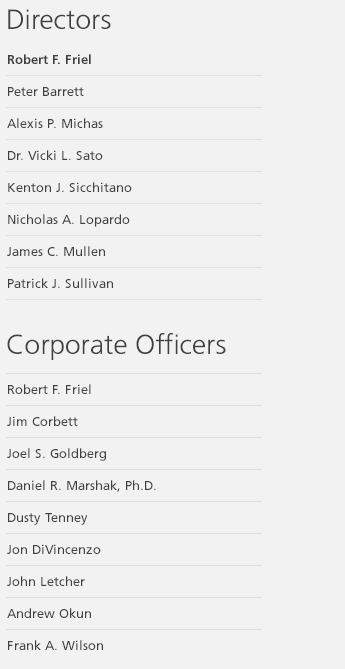 Directors
Robert F. Friel
Peter Barrett
Alexis P. Michas
Dr. Vicki L. Sato
Kenton J. Sicchitano
Nicholas A. Lopardo
James C. Mullen
Patrick J. Sullivan
Corporate Officers
Robert F. Friel
Jim Corbett
Joel S. Goldberg
Daniel R. Marshak, Ph.D.
Dusty Tenney
Jon DiVincenzo
John Letcher
Andrew Okun
Frank A. Wilson